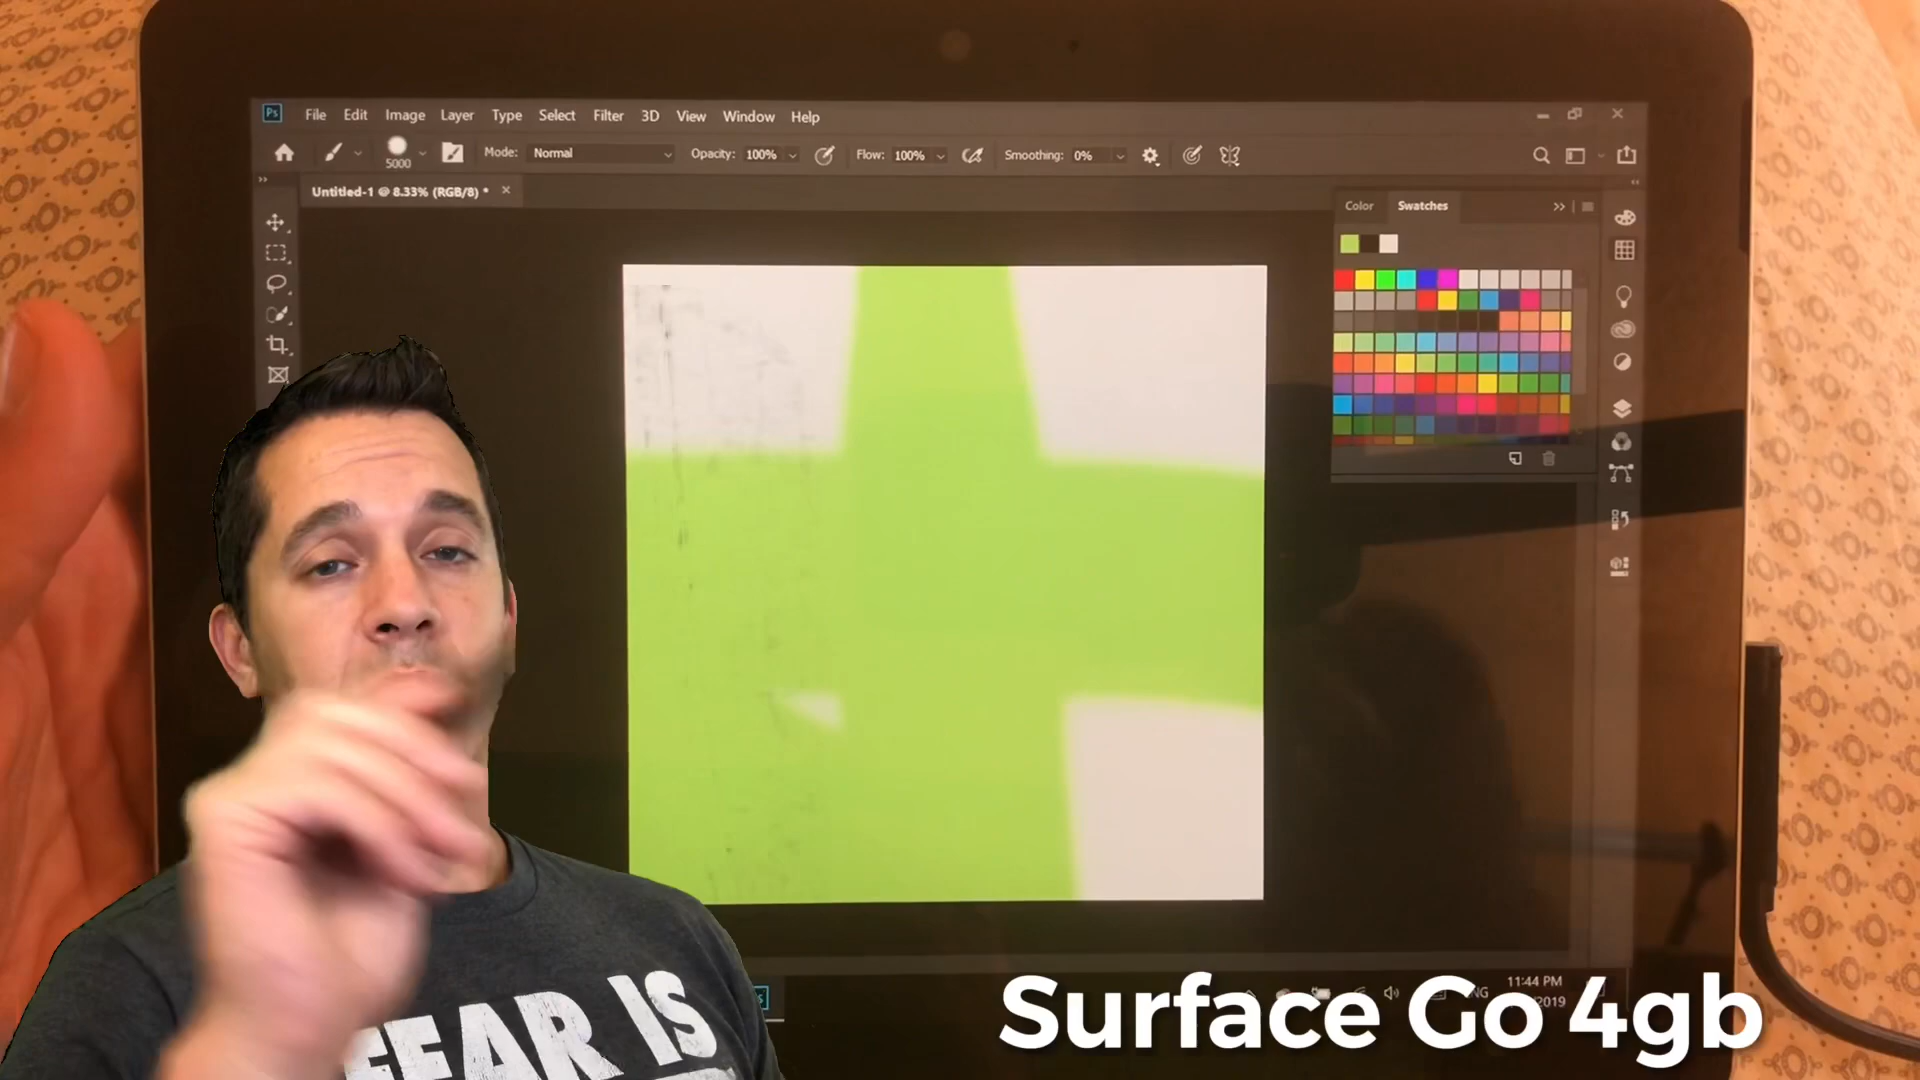 Ps File Edit Image Layer Type Select Filter 3D View Window Help
5000 Mode: Normal Opacity: 100% Flow: 100% Smoothing: 0%
Untitled-1 @ 8.33% (RGB/8) *
Color Swatches
FEAR IS
11:44 PM
2019
Surface Go 4gb